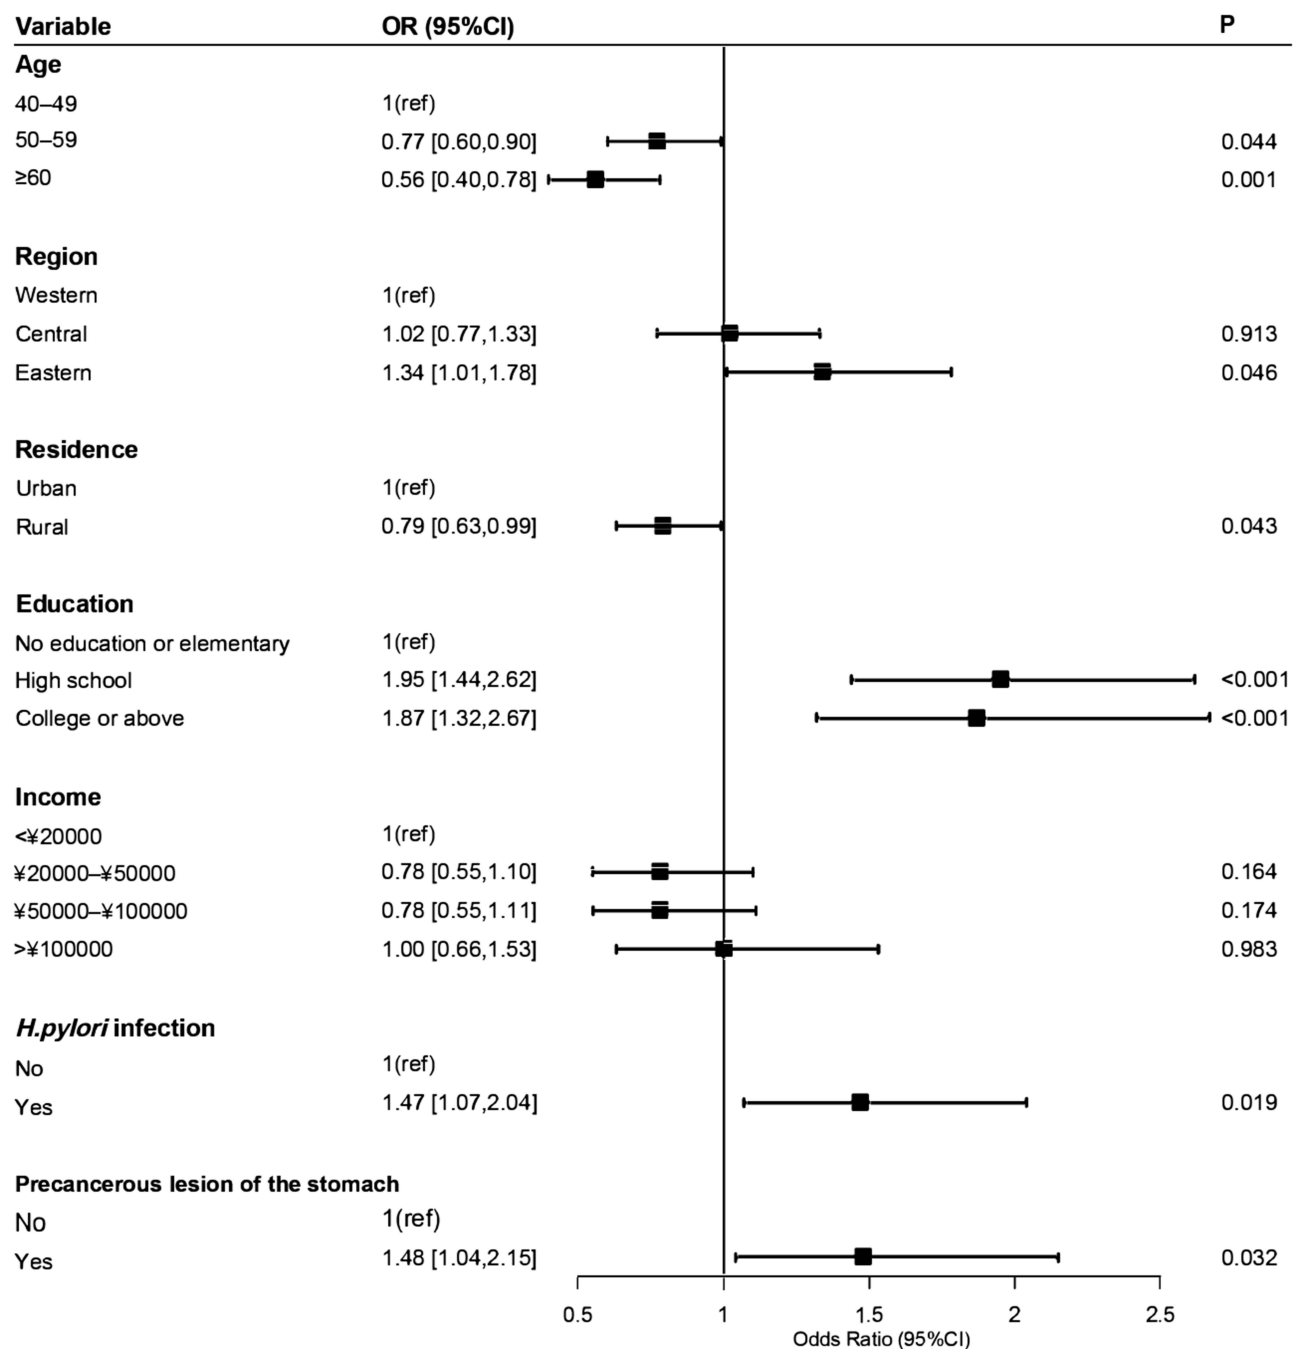 Variable OR (95%CI) P
Age
40–49 1(ref)
50–59 0.77 [0.60,0.90] 0.044
≥60 0.56 [0.40,0.78] 0.001
Region
Western 1(ref)
Central 1.02 [0.77,1.33] 0.913
Eastern 1.34 [1.01,1.78] 0.046
Residence
Urban 1(ref)
Rural 0.79 [0.63,0.99] 0.043
Education
No education or elementary 1(ref)
High school 1.95 [1.44,2.62] <0.001
College or above 1.87 [1.32,2.67] <0.001
Income
<¥20000 1(ref)
¥20000–¥50000 0.78 [0.55,1.10] 0.164
¥50000–¥100000 0.78 [0.55,1.11] 0.174
>¥100000 1.00 [0.66,1.53] 0.983
H.pylori infection
No 1(ref)
Yes 1.47 [1.07,2.04] 0.019
Precancerous lesion of the stomach
No 1(ref)
Yes 1.48 [1.04,2.15] 0.032
0.5 1 1.5 2 2.5
Odds Ratio (95%CI)